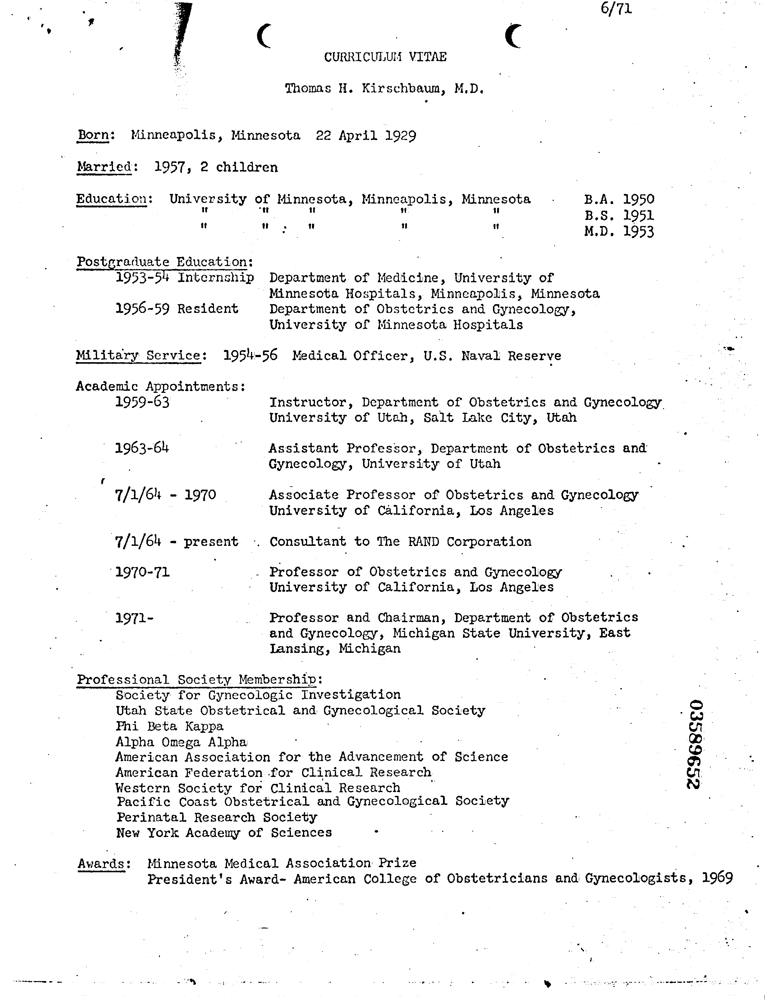 6/71
CURRICULUM VITAE
Thomas H. Kirschbaum, M.D.
Born: Minneapolis, Minnesota 22 April 1929
Married: 1957, 2 children
Education: University of Minnesota, Minneapolis, Minnesota B.A. 1950
" " " " " B.S. 1951
" " " " " M.D. 1953
Postgraduate Education:
1953-54 Internship Department of Medicine, University of
Minnesota Hospitals, Minneapolis, Minnesota
1956-59 Resident Department of Obstetrics and Gynecology,
University of Minnesota Hospitals
Military Service: 1954-56 Medical Officer, U.S. Naval Reserve
Academic Appointments:
1959-63 Instructor, Department of Obstetrics and Gynecology
University of Utah, Salt Lake City, Utah
1963-64 Assistant Professor, Department of Obstetrics and
Gynecology, University of Utah
7/1/64 - 1970 Associate Professor of Obstetrics and Gynecology
University of California, Los Angeles
7/1/64 - present Consultant to The RAND Corporation
1970-71 Professor of Obstetrics and Gynecology
University of California, Los Angeles
1971- Professor and Chairman, Department of Obstetrics
and Gynecology, Michigan State University, East
Lansing, Michigan
Professional Society Membership:
Society for Gynecologic Investigation
Utah State Obstetrical and Gynecological Society
Phi Beta Kappa
Alpha Omega Alpha
American Association for the Advancement of Science
American Federation for Clinical Research
Western Society for Clinical Research
Pacific Coast Obstetrical and Gynecological Society
Perinatal Research Society
New York Academy of Sciences
03589652
Awards: Minnesota Medical Association Prize
President's Award- American College of Obstetricians and Gynecologists, 1969